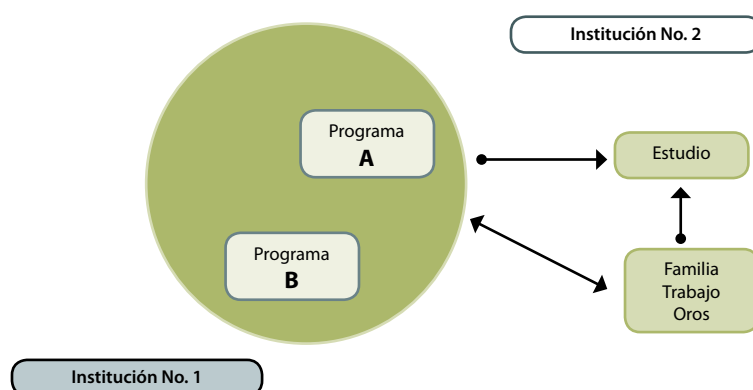 Institución No. 2
Programa
A
Estudio
Programa
B
Familia
Trabajo
Oros
Institución No. 1